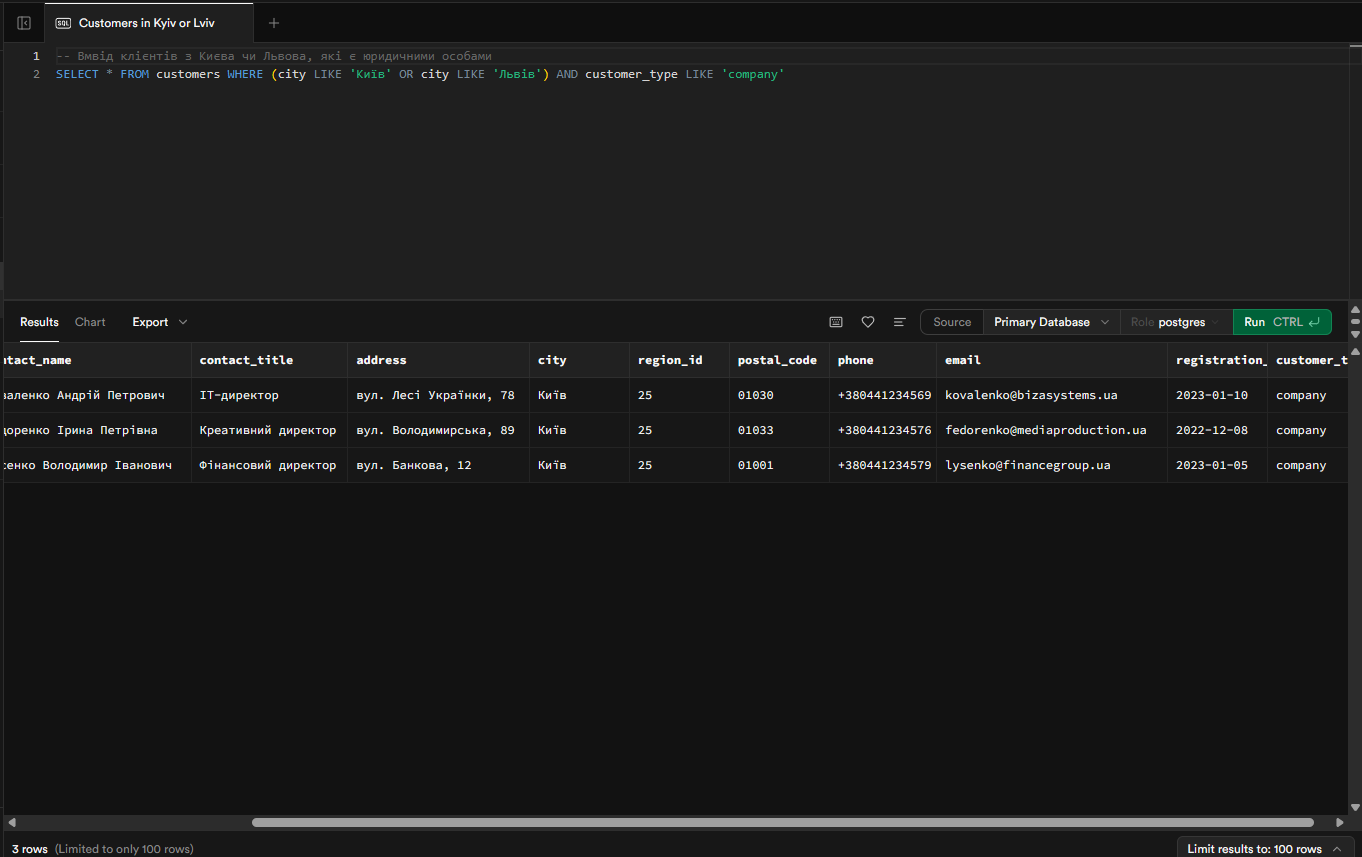 SQL Customers in Kyiv or Lviv
1 -- Вмвід клієнтів з Києва чи Львова, які є юридичними особами
2 SELECT * FROM customers WHERE (city LIKE 'Київ' OR city LIKE 'Львів') AND customer_type LIKE 'company'
Results Chart Export Source Primary Database Role postgres Run CTRL
ntact_name contact_title address city region_id postal_code phone email registration_ customer_t
валенко Андрій Петрович ІТ-директор вул. Лесі Українки, 78 Київ 25 01030 +380441234569 kovalenko@bizasystems.ua 2023-01-10 company
доренко Ірина Петрівна Креативний директор вул. Володимирська, 89 Київ 25 01033 +380441234576 fedorenko@mediaproduction.ua 2022-12-08 company
сенко Володимир Іванович Фінансовий директор вул. Банкова, 12 Київ 25 01001 +380441234579 lysenko@financegroup.ua 2023-01-05 company
3 rows (Limited to only 100 rows) Limit results to: 100 rows